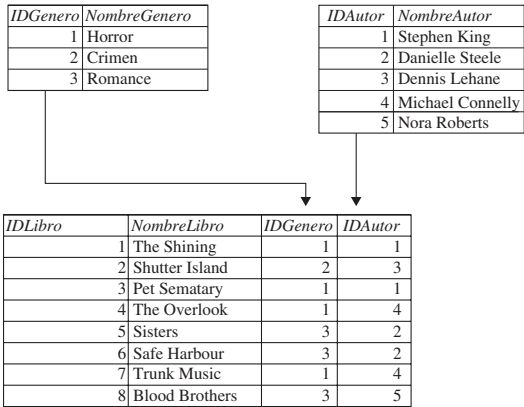 IDGenero NombreGenero
1 Horror
2 Crimen
3 Romance
IDAutor NombreAutor
1 Stephen King
2 Danielle Steele
3 Dennis Lehane
4 Michael Connelly
5 Nora Roberts
IDLibro NombreLibro IDGenero IDAutor
1 The Shining 1 1
2 Shutter Island 2 3
3 Pet Sematary 1 1
4 The Overlook 1 4
5 Sisters 3 2
6 Safe Harbour 3 2
7 Trunk Music 1 4
8 Blood Brothers 3 5